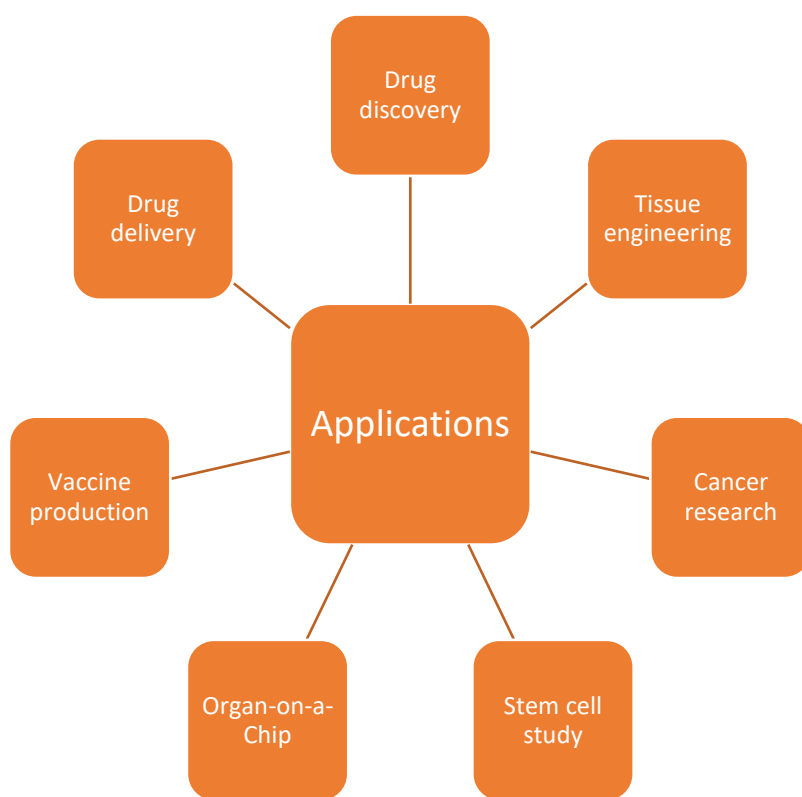 Drug
discovery
Drug
delivery
Tissue
engineering
Applications
Vaccine
production
Cancer
research
Organ-on-a-
Chip
Stem cell
study